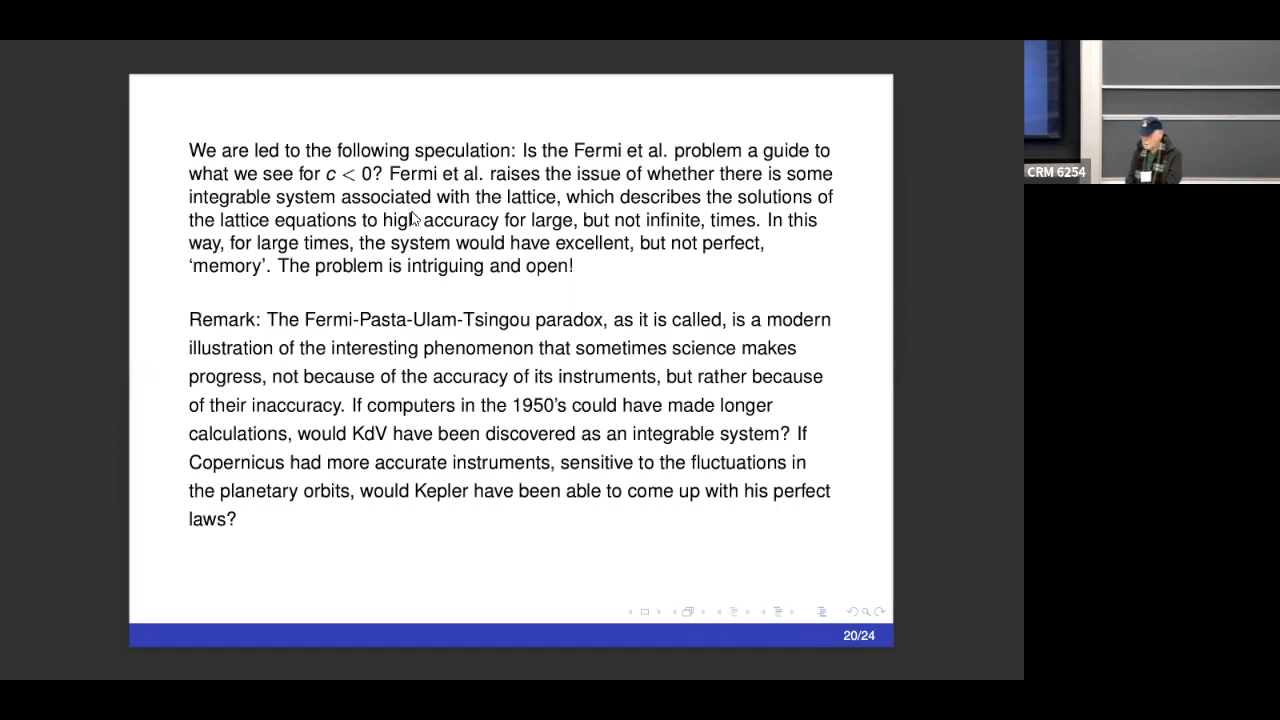 We are led to the following speculation: Is the Fermi et al. problem a guide to
what we see for c < 0? Fermi et al. raises the issue of whether there is some
integrable system associated with the lattice, which describes the solutions of
the lattice equations to high accuracy for large, but not infinite, times. In this
way, for large times, the system would have excellent, but not perfect,
‘memory’. The problem is intriguing and open!
Remark: The Fermi-Pasta-Ulam-Tsingou paradox, as it is called, is a modern
illustration of the interesting phenomenon that sometimes science makes
progress, not because of the accuracy of its instruments, but rather because
of their inaccuracy. If computers in the 1950’s could have made longer
calculations, would KdV have been discovered as an integrable system? If
Copernicus had more accurate instruments, sensitive to the fluctuations in
the planetary orbits, would Kepler have been able to come up with his perfect
laws?
20/24
CRM 6254